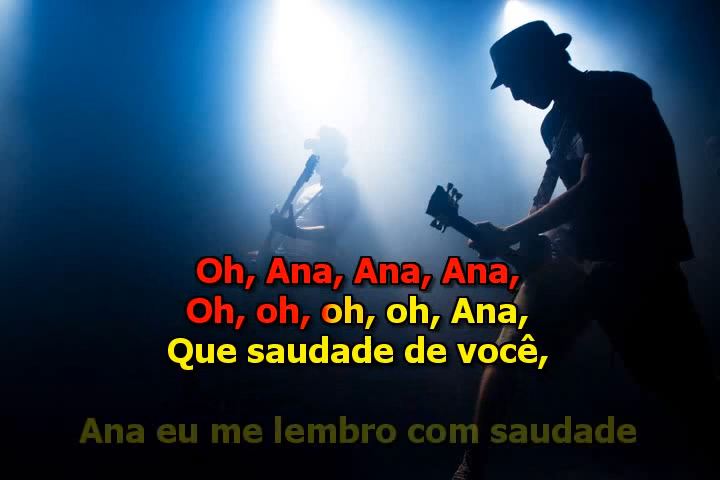 Oh, Ana, Ana, Ana,
Oh, oh, oh, oh, Ana,
Que saudade de você,
Ana eu me lembro com saudade